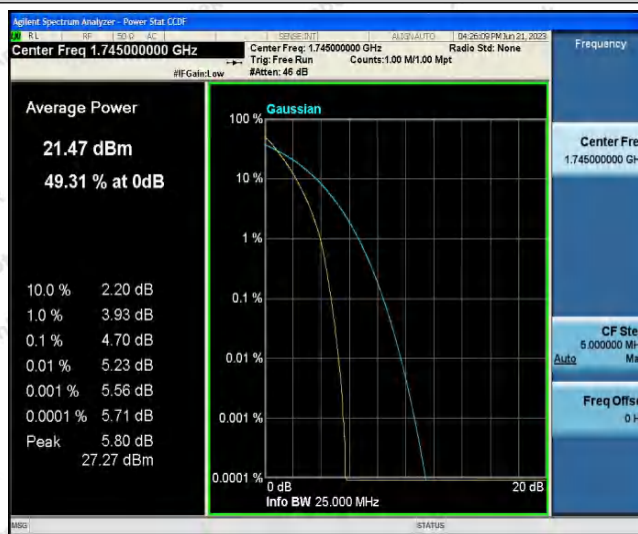 Agilent Spectrum Analyzer - Power Stat CCDF
RL RF 50 Ω AC SENSE:INT ALIGN AUTO 04:26:09 PM Jun 21, 2023
Center Freq 1.745000000 GHz
Center Freq: 1.745000000 GHz Radio Std: None
Trig: Free Run Counts:1.00 M/1.00 Mpt
#IFGain:Low #Atten: 46 dB
Frequency
Average Power
21.47 dBm
49.31 % at 0dB
10.0 % 2.20 dB
1.0 % 3.93 dB
0.1 % 4.70 dB
0.01 % 5.23 dB
0.001 % 5.56 dB
0.0001 % 5.71 dB
Peak 5.80 dB
27.27 dBm
Gaussian
100 %
10 %
1 %
0.1 %
0.01 %
0.001 %
0.0001 %
0 dB 20 dB
Info BW 25.000 MHz
Center Fre
1.745000000 GH
CF Ste
5.000000 MH
Auto Ma
Freq Offs
0 H
MSG STATUS